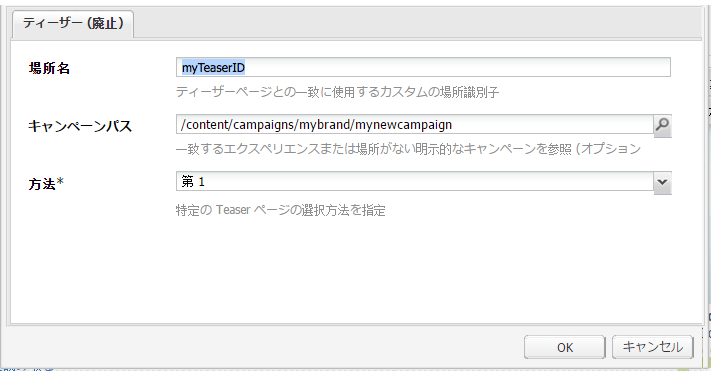 ティーザー (廃止)
場所名
myTeaserID
ティーザーページとの一致に使用するカスタムの場所識別子
キャンペーンパス
/content/campaigns/mybrand/mynewcampaign
一致するエクスペリエンスまたは場所がない明示的なキャンペーンを参照 (オプション
方法*
第 1
特定の Teaser ページの選択方法を指定
OK
キャンセル